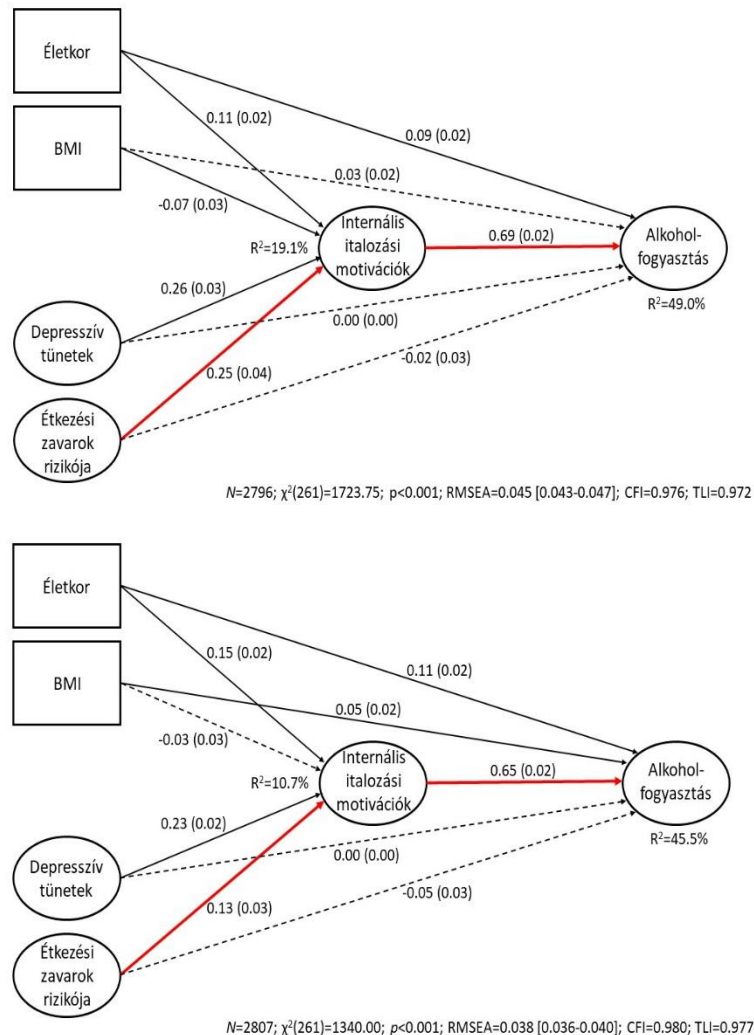 Életkor
0.11 (0.02)
0.09 (0.02)
BMI
0.03 (0.02)
-0.07 (0.03)
Internális
italozási
motivációk
R²=19.1%
0.69 (0.02)
Alkohol-
fogyasztás
R²=49.0%
0.26 (0.03)
Depresszív
tünetek
0.00 (0.00)
-0.02 (0.03)
0.25 (0.04)
Étkezési
zavarok
rizikója
N=2796; χ²(261)=1723.75; p<0.001; RMSEA=0.045 [0.043-0.047]; CFI=0.976; TLI=0.972
Életkor
0.15 (0.02)
0.11 (0.02)
BMI
0.05 (0.02)
-0.03 (0.03)
Internális
italozási
motivációk
R²=10.7%
0.65 (0.02)
Alkohol-
fogyasztás
R²=45.5%
0.23 (0.02)
Depresszív
tünetek
0.00 (0.00)
-0.05 (0.03)
0.13 (0.03)
Étkezési
zavarok
rizikója
N=2807; χ²(261)=1340.00; p<0.001; RMSEA=0.038 [0.036-0.040]; CFI=0.980; TLI=0.977